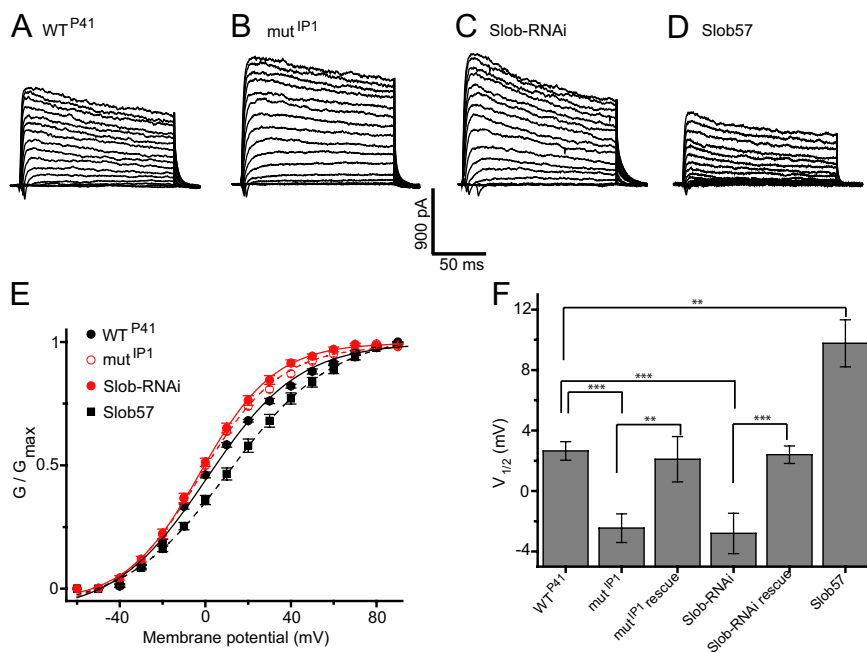 A WT P41
B mut IP1
C Slob-RNAi
D Slob57
900 pA
50 ms
E
WT P41
mut IP1
Slob-RNAi
Slob57
1
0.5
0
G / G max
-40 0 40 80
Membrane potential (mV)
F
12
8
4
0
-4
V 1/2 (mV)
**
***
***
**
***
WT P41
mut IP1
mut IP1 rescue
Slob-RNAi
Slob-RNAi rescue
Slob57